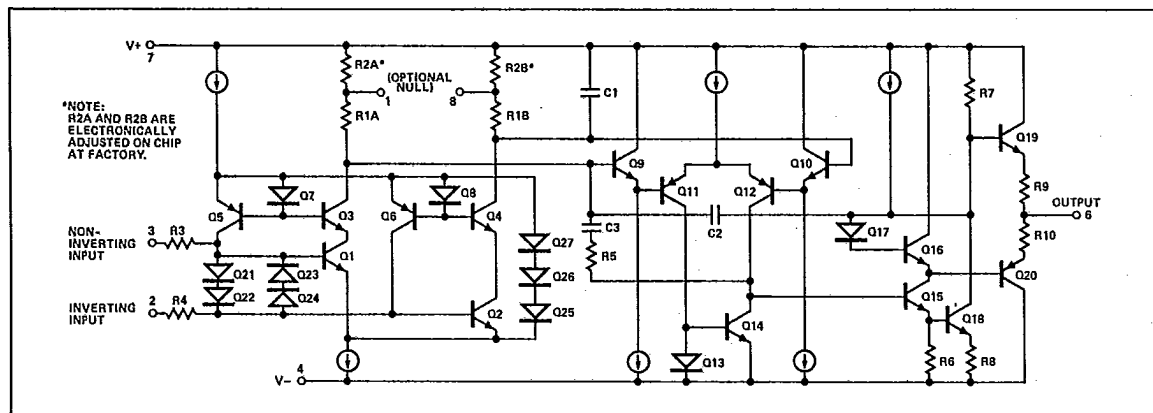 V+
7
R2A*
(OPTIONAL
NULL)
1
8
R2B*
R1A
R1B
C1
R7
*NOTE:
R2A AND R2B ARE
ELECTRONICALLY
ADJUSTED ON CHIP
AT FACTORY.
Q19
Q9
Q10
Q7
Q8
Q11
Q12
R9
Q5
Q3
Q6
Q4
OUTPUT
6
NON-
INVERTING
INPUT
3
R3
C3
C2
Q17
Q16
R10
Q27
R5
Q1
Q21
Q23
Q26
Q20
Q22
Q24
INVERTING
INPUT
2
R4
Q25
Q15
Q2
Q14
Q18
Q13
R6
R8
V-
4